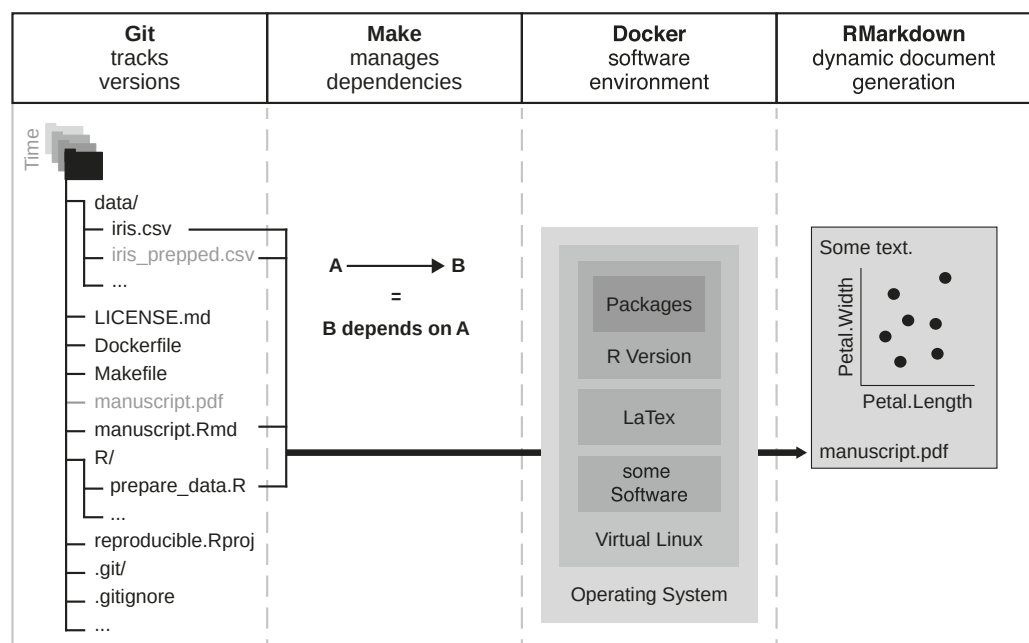 Git
tracks
versions
Make
manages
dependencies
Docker
software
environment
RMarkdown
dynamic document
generation
Time
data/
iris.csv
iris_prepped.csv
...
LICENSE.md
Dockerfile
Makefile
manuscript.pdf
manuscript.Rmd
R/
prepare_data.R
...
reproducible.Rproj
.git/
.gitignore
...
A B
=
B depends on A
Packages
R Version
LaTex
some
Software
Virtual Linux
Operating System
Some text.
Petal.Width
Petal.Length
manuscript.pdf